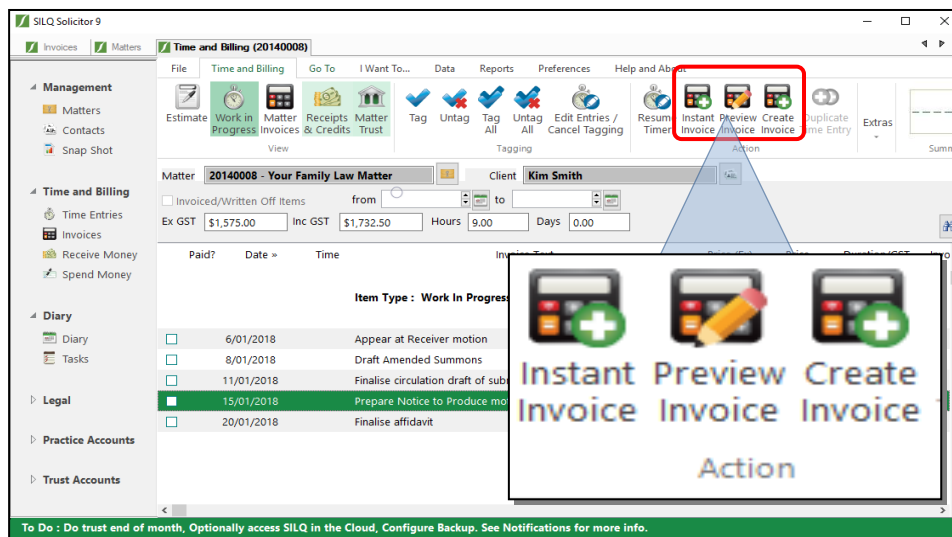 SILQ Solicitor 9
Invoices Matters Time and Billing (20140008)
File Time and Billing Go To I Want To... Data Reports Preferences Help and About
Management
Matters
Contacts
Snap Shot
Time and Billing
Time Entries
Invoices
Receive Money
Spend Money
Diary
Diary
Tasks
Legal
Practice Accounts
Trust Accounts
Estimate Work in Progress Matter Invoices Receipts & Credits Matter Trust
View
Tag Untag Tag All Untag All Edit Entries / Cancel Tagging
Tagging
Resume Timer Instant Invoice Preview Invoice Create Invoice Duplicate Time Entry
Action
Extras
Summ
Matter 20140008 - Your Family Law Matter Client Kim Smith
Invoiced/Written Off Items from to
Ex GST $1,575.00 Inc GST $1,732.50 Hours 9.00 Days 0.00
Paid? Date » Time Invoice Text
Item Type : Work In Progress
6/01/2018 Appear at Receiver motion
8/01/2018 Draft Amended Summons
11/01/2018 Finalise circulation draft of sub
15/01/2018 Prepare Notice to Produce mo
20/01/2018 Finalise affidavit
Instant Preview Create
Invoice Invoice Invoice
Action
To Do : Do trust end of month, Optionally access SILQ in the Cloud, Configure Backup. See Notifications for more info.